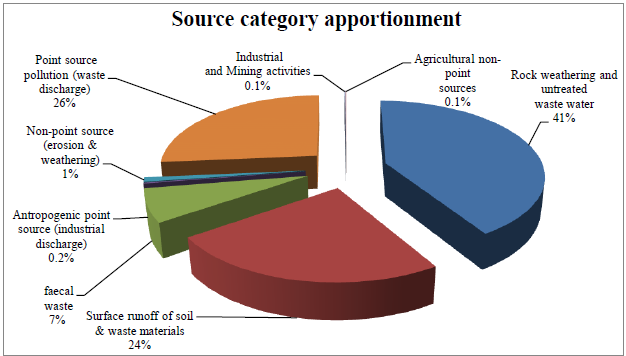 Source category apportionment
Point source
pollution (waste
discharge)
26%
Industrial
and Mining activities
0.1%
Agricultural non-
point
sources
0.1%
Rock weathering and
untreated
waste water
41%
Non-point source
(erosion &
weathering)
1%
Antropogenic point
source (industrial
discharge)
0.2%
faecal
waste
7%
Surface runoff of soil
& waste materials
24%